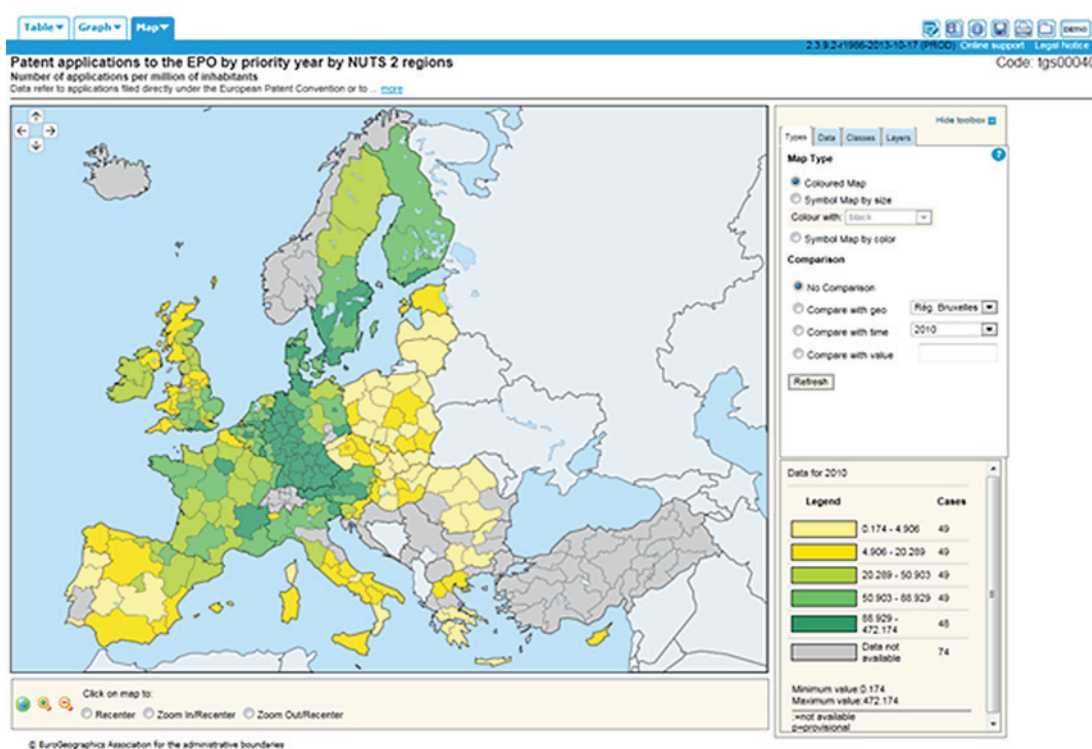 Table Graph Map
DEMO
2.3.9.2-r1986-2013-10-17 (PROD) Online support Legal Notice
Patent applications to the EPO by priority year by NUTS 2 regions
Code: tgs00040
Number of applications per million of inhabitants
Data refer to applications filed directly under the European Patent Convention or to ... more
Hide toolbox
Types Data Classes Layers
Map Type
?
Coloured Map
Symbol Map by size
Colour with: black
Symbol Map by color
Comparison
No Comparison
Compare with geo Rég. Bruxelles
Compare with time 2010
Compare with value
Refresh
Data for 2010
Legend Cases
0.174 - 4.906 49
4.906 - 20.289 49
20.289 - 50.903 49
50.903 - 88.929 49
88.929 -
472.174 48
Data not
available 74
Minimum value:0.174
Maximum value:472.174
:=not available
p=provisional
Click on map to:
Recenter Zoom In/Recenter Zoom Out/Recenter
© EuroGeographics Association for the administrative boundaries